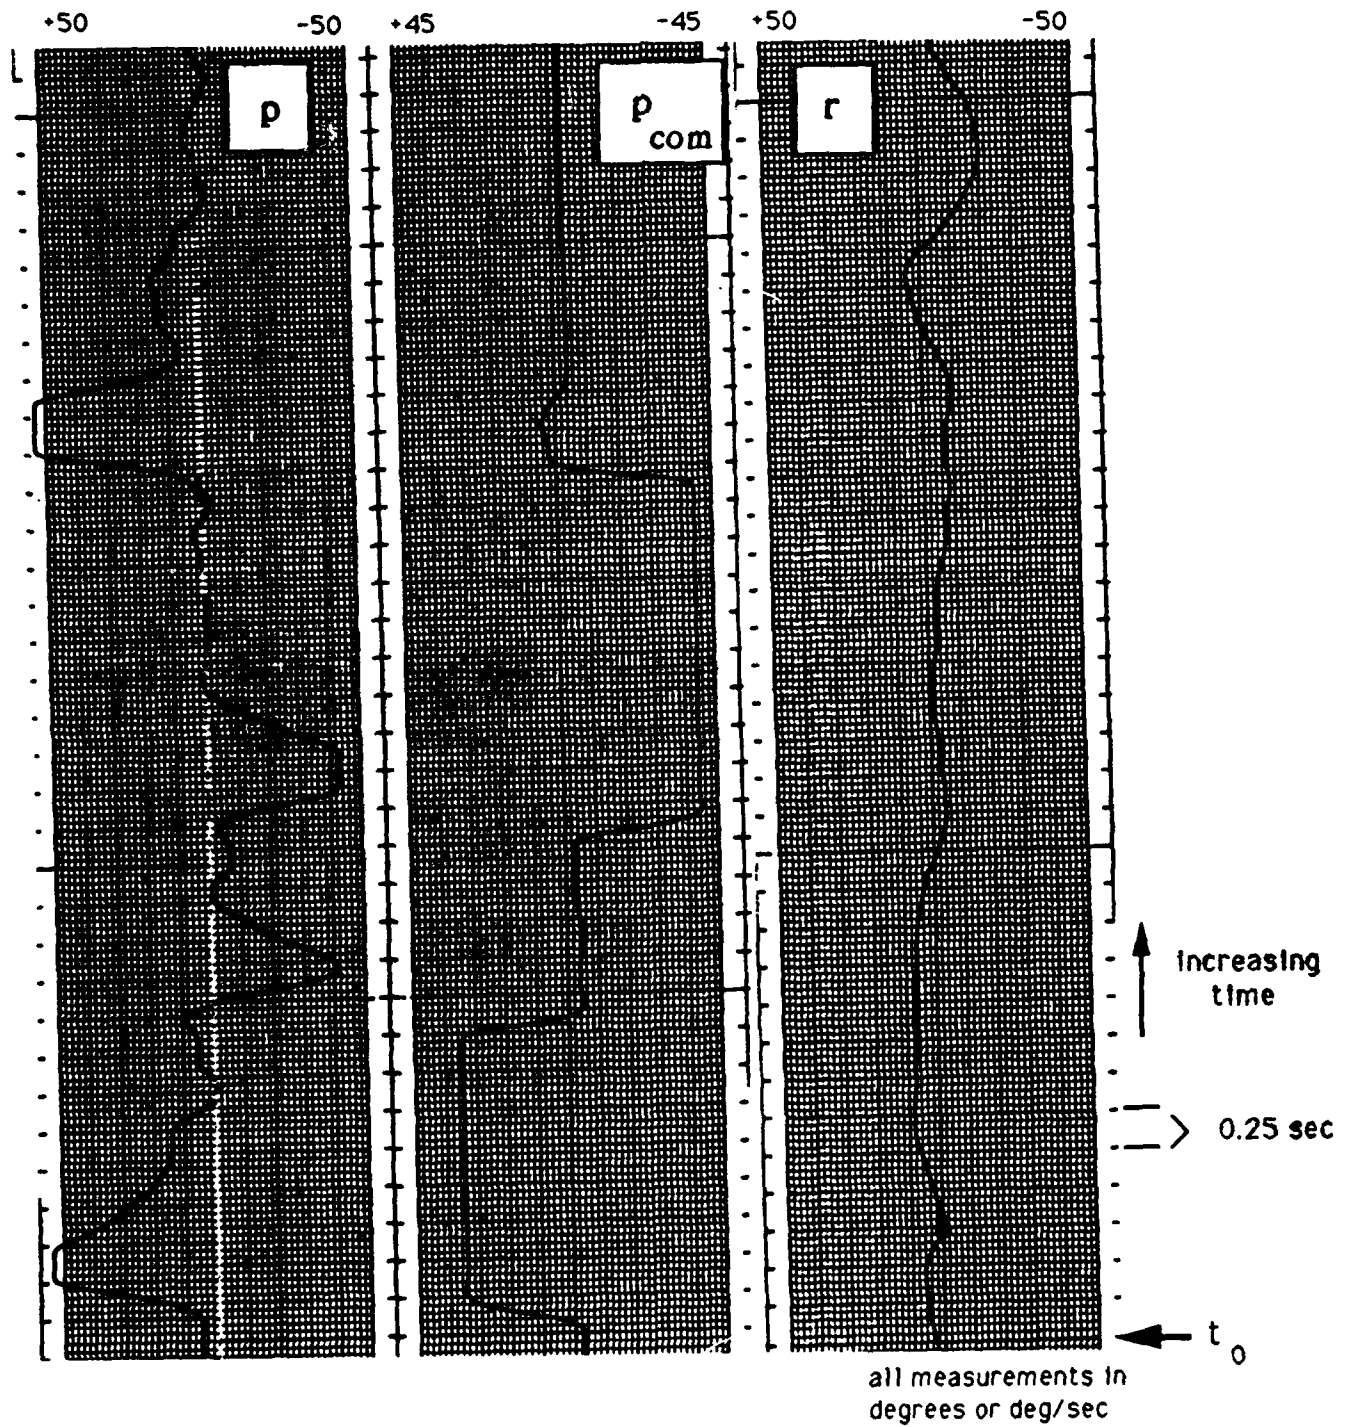 +50 -50 +45 -45 +50 -50
p
p
com
r
increasing
time
0.25 sec
t
0
all measurements in
degrees or deg/sec